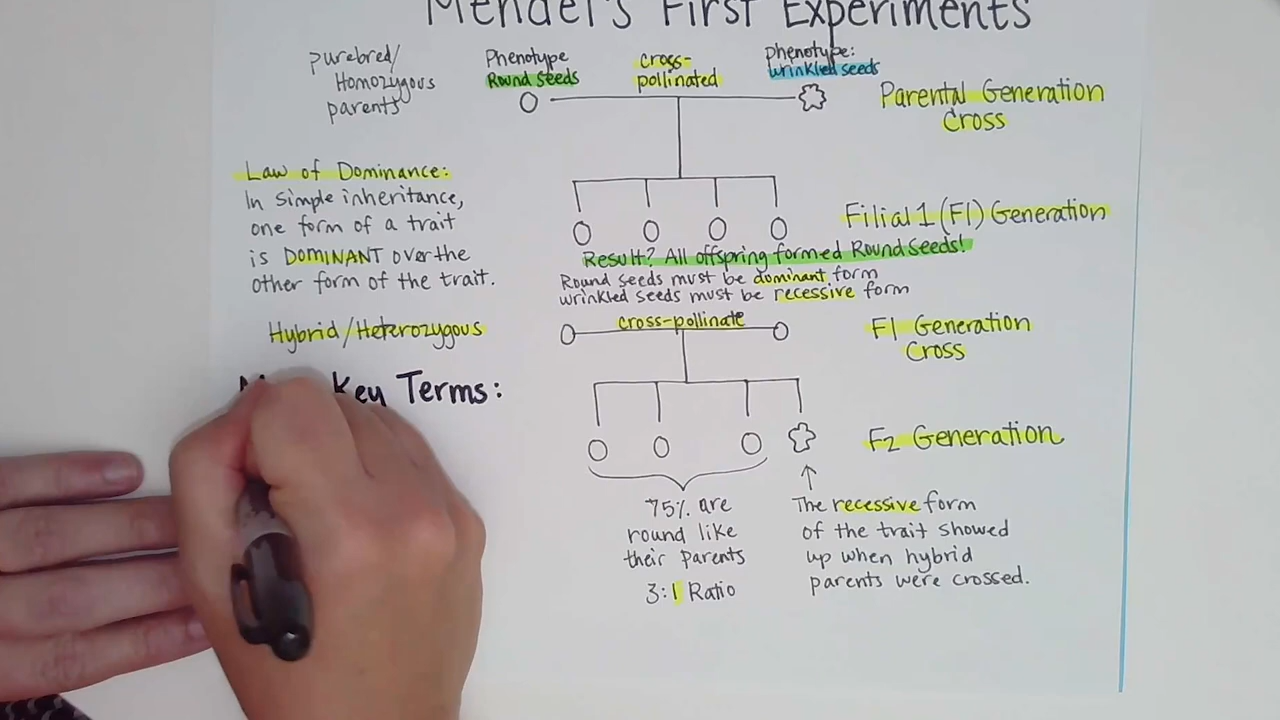 Mendel's First Experiments
purebred/
Homozygous
parents
Phenotype
Round Seeds
cross-
pollinated
phenotype:
wrinkled seeds
Parental Generation
Cross
Law of Dominance:
In simple inheritance,
one form of a trait
is DOMINANT over the
other form of the trait.
Filial 1 (F1) Generation
Result? All offspring formed Round Seeds!
Round seeds must be dominant form
wrinkled seeds must be recessive form
Hybrid/Heterozygous
cross-pollinate
F1 Generation
Cross
Key Terms:
F2 Generation
75% are
round like
their parents
3:1 Ratio
The recessive form
of the trait showed
up when hybrid
parents were crossed.